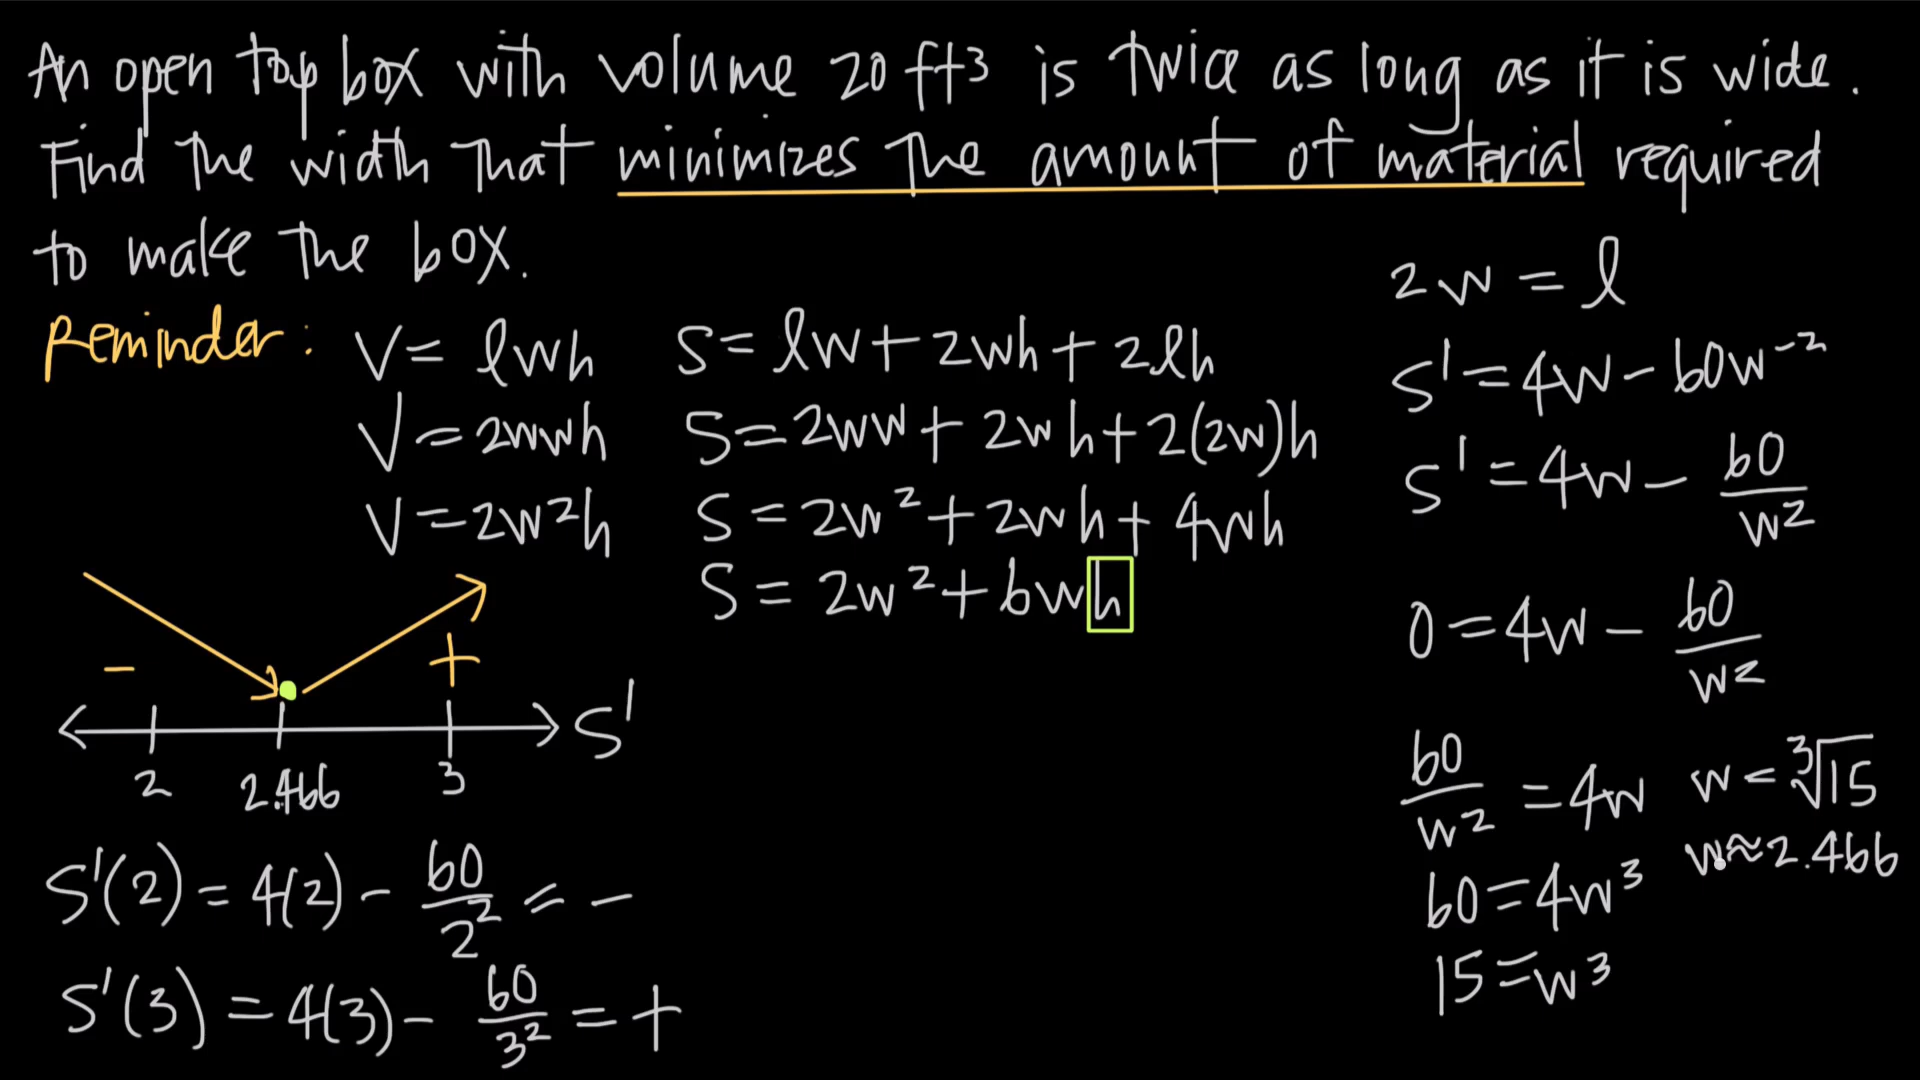 An open top box with volume 20 ft³ is twice as long as it is wide.
Find the width that minimizes the amount of material required
to make the box.
Reminder:
V = lwh
V = 2wwh
V = 2w²h
S = lw + 2wh + 2lh
S = 2ww + 2wh + 2(2w)h
S = 2w² + 2wh + 4wh
S = 2w² + 6wh
- +
S'
2 2.466 3
S'(2) = 4(2) - 60/2² = -
S'(3) = 4(3) - 60/3² = +
2w = l
S' = 4w - 60w⁻²
S' = 4w - 60/w²
0 = 4w - 60/w²
60/w² = 4w
60 = 4w³
15 = w³
w = ∛15
w ≈ 2.466